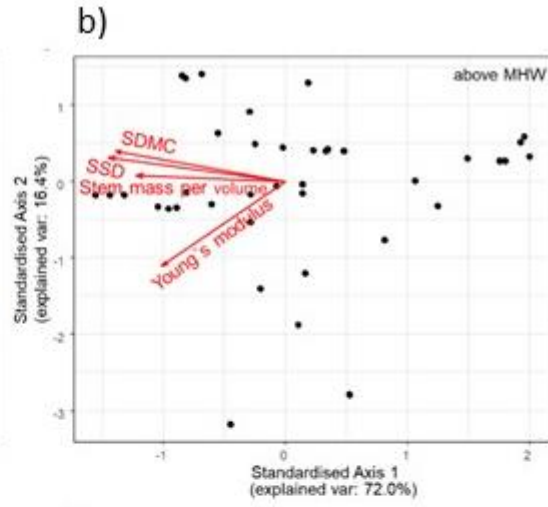 b)
above MHW
SDMC
SSD
Stem mass per volume
Young's modulus
1
0
-1
-2
-3
-1
0
1
2
Standardised Axis 2
(explained var: 16.4%)
Standardised Axis 1
(explained var: 72.0%)